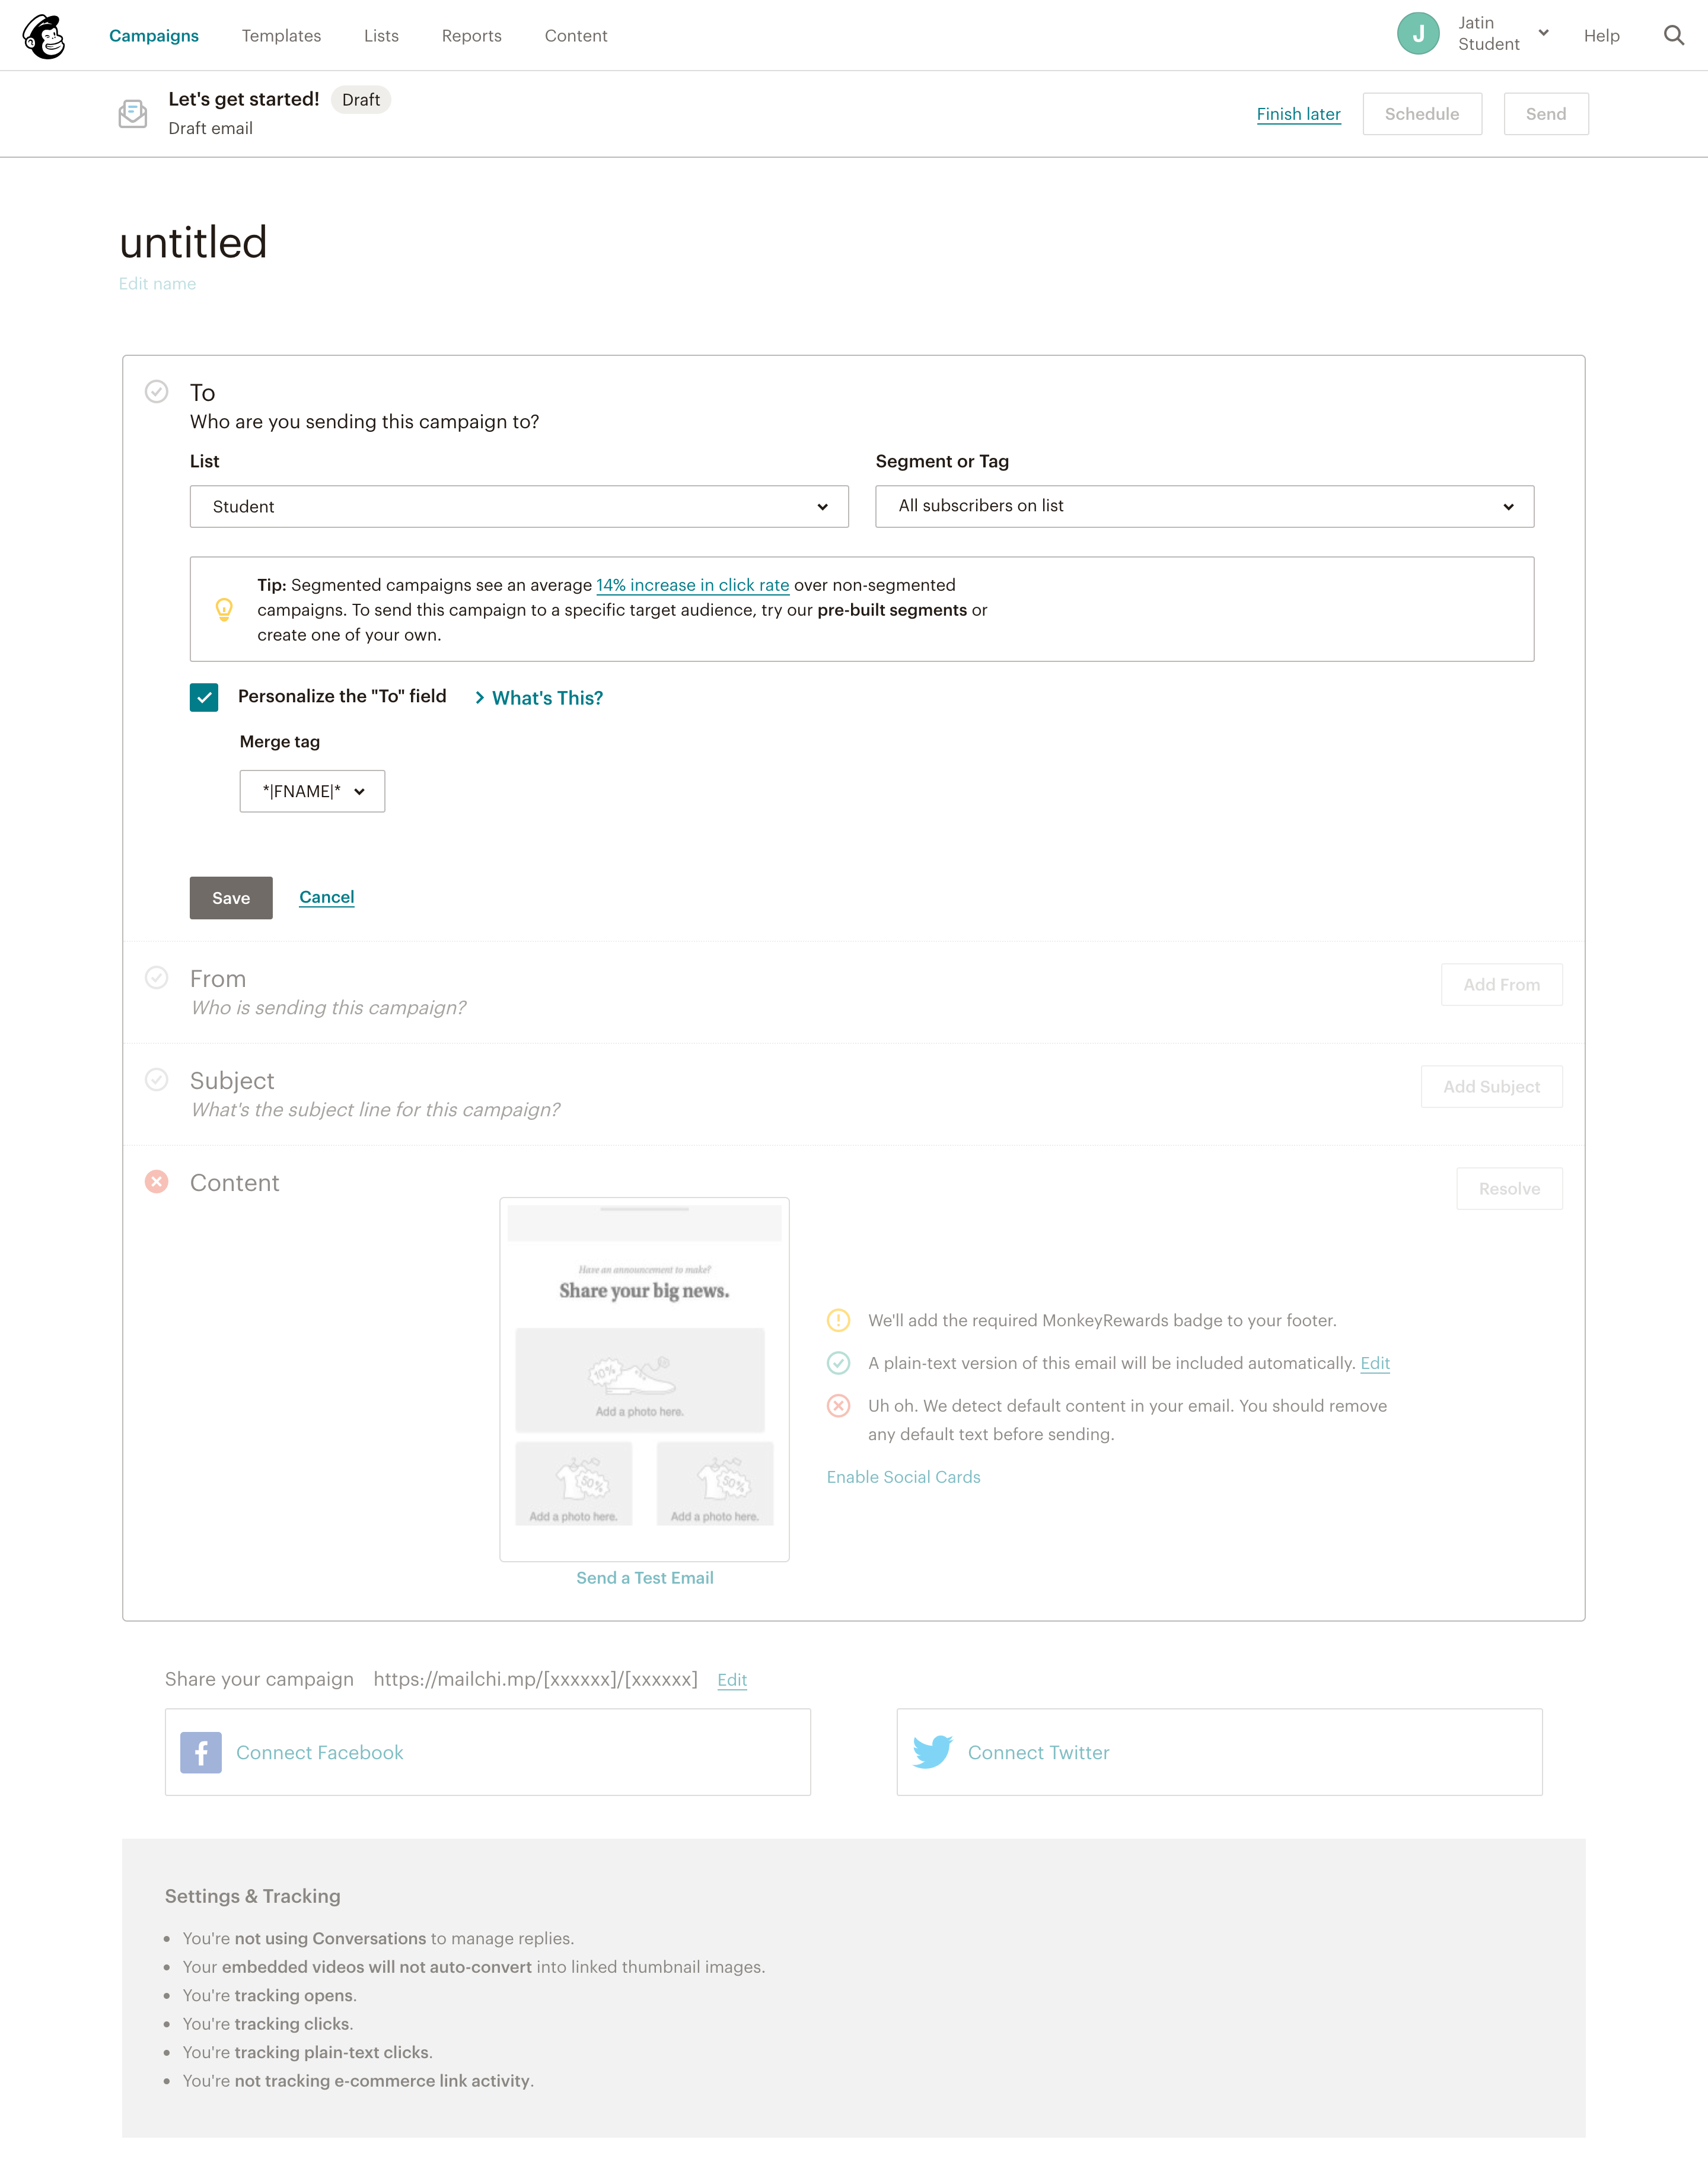 Campaigns Templates Lists Reports Content
J Jatin
Student
Help
Let's get started! Draft
Draft email
Finish later Schedule Send
untitled
Edit name
To
Who are you sending this campaign to?
List Segment or Tag
Student All subscribers on list
Tip: Segmented campaigns see an average 14% increase in click rate over non-segmented
campaigns. To send this campaign to a specific target audience, try our pre-built segments or
create one of your own.
Personalize the "To" field What's This?
Merge tag
*|FNAME|*
Save Cancel
From
Who is sending this campaign?
Add From
Subject
What's the subject line for this campaign?
Add Subject
Content
Resolve
Have an announcement to make?
Share your big news.
10%
Add a photo here.
50% 50%
Add a photo here. Add a photo here.
Send a Test Email
We'll add the required MonkeyRewards badge to your footer.
A plain-text version of this email will be included automatically. Edit
Uh oh. We detect default content in your email. You should remove
any default text before sending.
Enable Social Cards
Share your campaign https://mailchi.mp/[xxxxxx]/[xxxxxx] Edit
Connect Facebook Connect Twitter
Settings & Tracking
You're not using Conversations to manage replies.
Your embedded videos will not auto-convert into linked thumbnail images.
You're tracking opens.
You're tracking clicks.
You're tracking plain-text clicks.
You're not tracking e-commerce link activity.